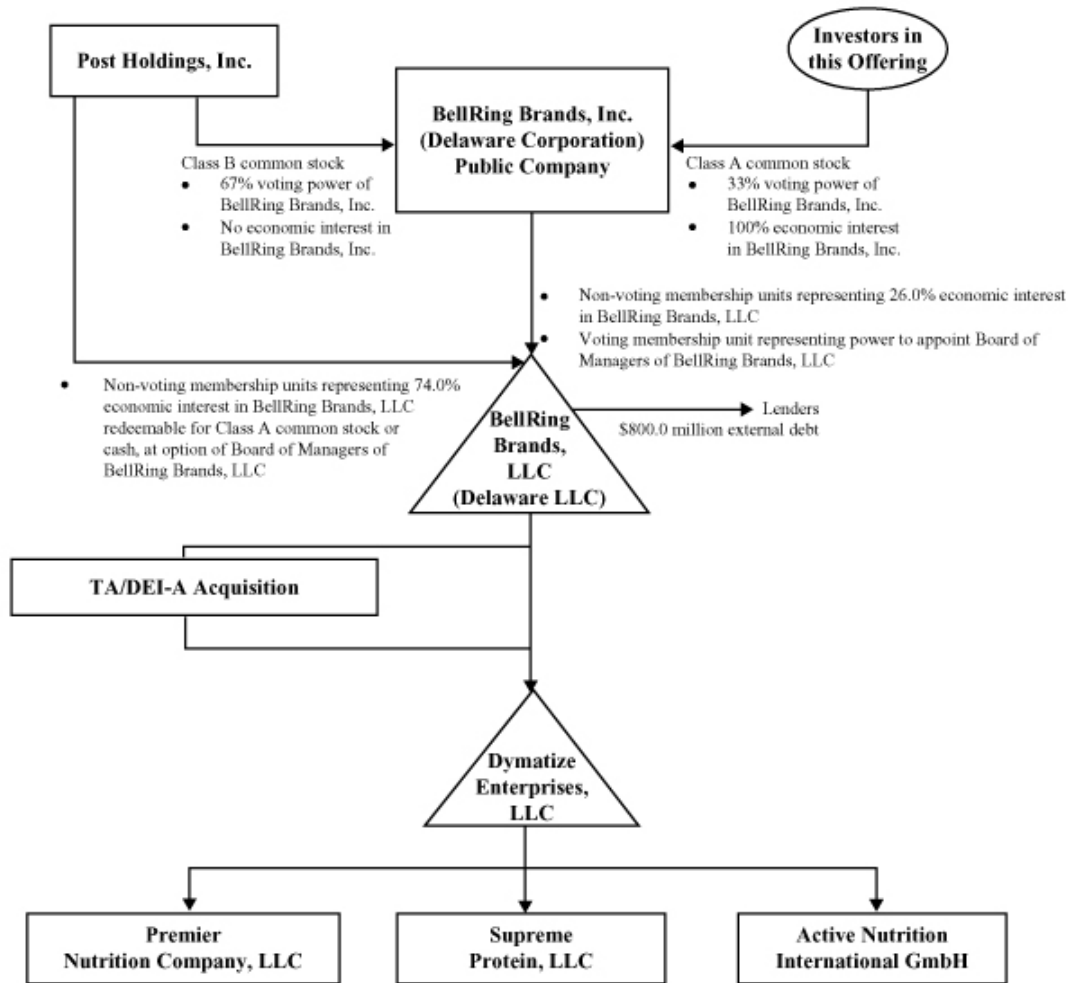 Post Holdings, Inc.
Investors in
this Offering
BellRing Brands, Inc.
(Delaware Corporation)
Public Company
Class B common stock
• 67% voting power of
BellRing Brands, Inc.
• No economic interest in
BellRing Brands, Inc.
Class A common stock
• 33% voting power of
BellRing Brands, Inc.
• 100% economic interest
in BellRing Brands, Inc.
• Non-voting membership units representing 26.0% economic interest
in BellRing Brands, LLC
• Voting membership unit representing power to appoint Board of
Managers of BellRing Brands, LLC
• Non-voting membership units representing 74.0%
economic interest in BellRing Brands, LLC
redeemable for Class A common stock or
cash, at option of Board of Managers of
BellRing Brands, LLC
BellRing
Brands,
LLC
(Delaware LLC)
Lenders
$800.0 million external debt
TA/DEI-A Acquisition
Dymatize
Enterprises,
LLC
Premier
Nutrition Company, LLC
Supreme
Protein, LLC
Active Nutrition
International GmbH